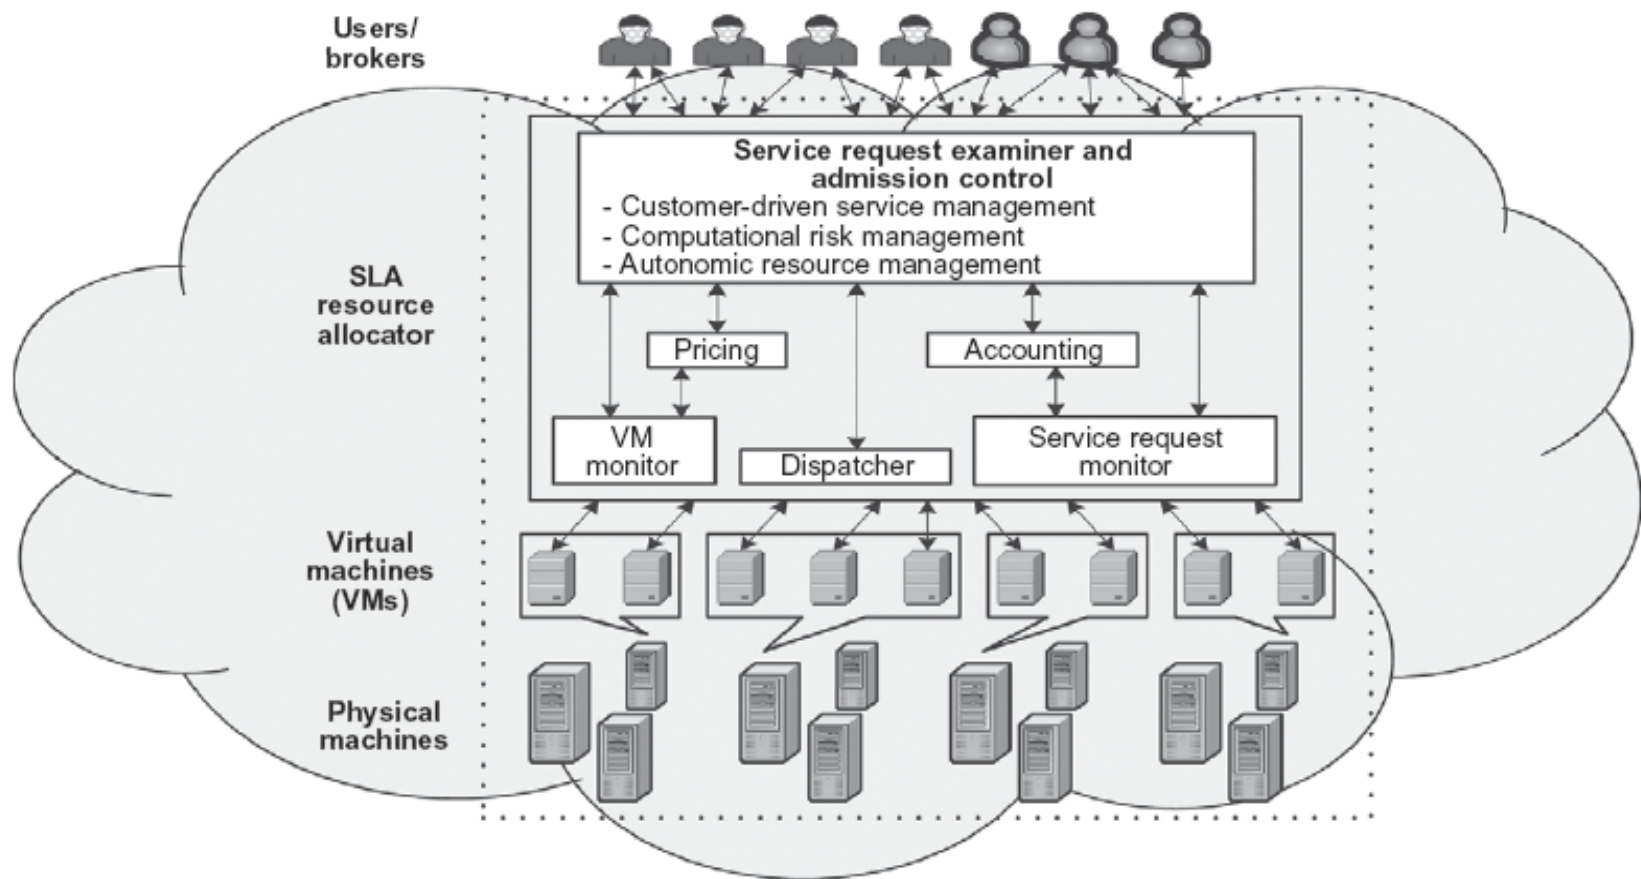 Users/
brokers
Service request examiner and
admission control
- Customer-driven service management
- Computational risk management
- Autonomic resource management
SLA
resource
allocator
Pricing
Accounting
VM
monitor
Dispatcher
Service request
monitor
Virtual
machines
(VMs)
Physical
machines